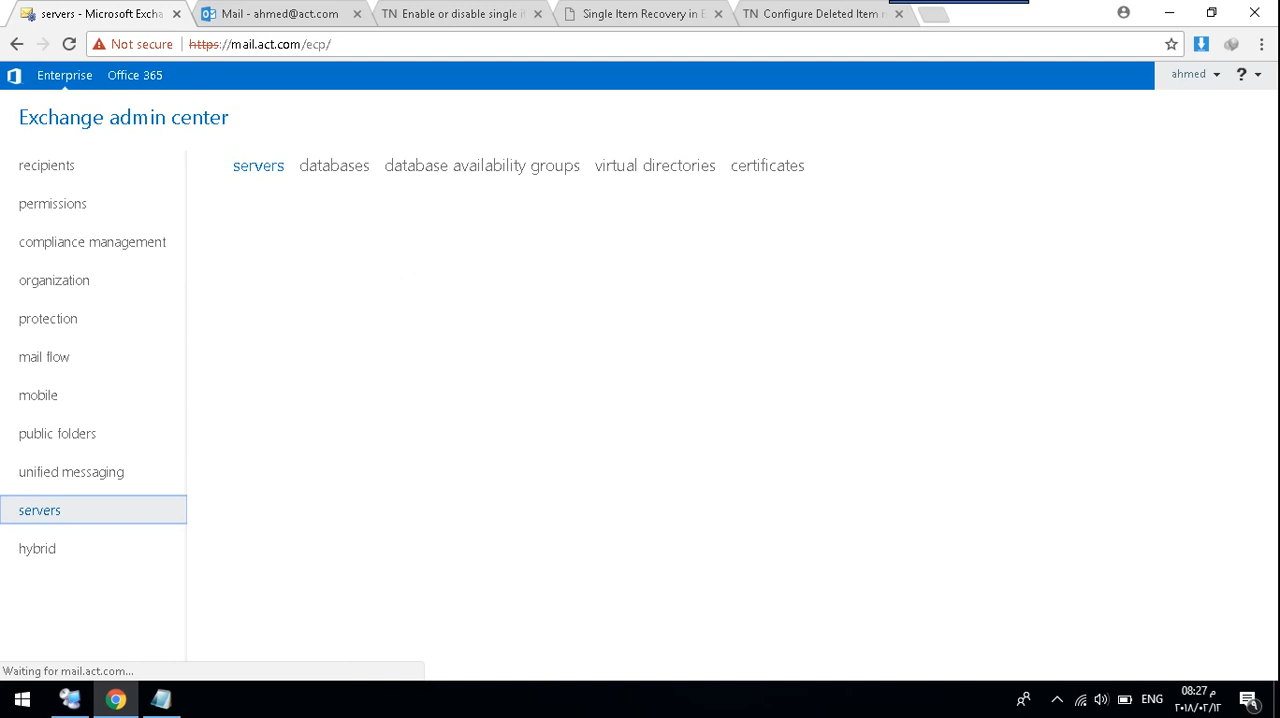 servers - Microsoft Excha
Mail - ahmed@act.com
TN Enable or disable single i
Single Item Recovery in E
TN Configure Deleted Item r
Not secure
https://mail.act.com/ecp/
Enterprise
Office 365
ahmed
?
Exchange admin center
recipients
permissions
compliance management
organization
protection
mail flow
mobile
public folders
unified messaging
servers
hybrid
servers
databases
database availability groups
virtual directories
certificates
Waiting for mail.act.com...
ENG
08:27 م
٢٠١٨/٠٢/١٢